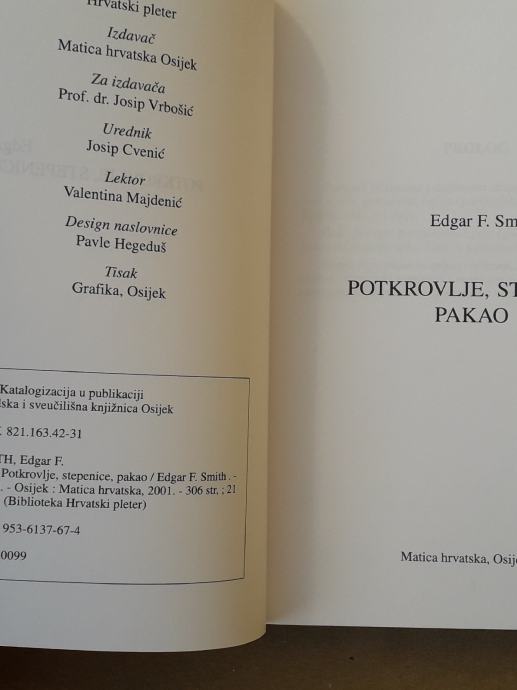 Hrvatski pleter
Izdavač
Matica hrvatska Osijek
Za izdavača
Prof. dr. Josip Vrbošić
Urednik
Josip Cvenić
Lektor
Valentina Majdenić
Design naslovnice
Pavle Hegeduš
Tisak
Grafika, Osijek
Katalogizacija u publikaciji
i sveučilišna knjižnica Osijek
821.163.42-31
Edgar F.
Potkrovlje, stepenice, pakao / Edgar F. Smith . -
. - Osijek : Matica hrvatska, 2001. - 306 str. ; 21
(Biblioteka Hrvatski pleter)
953-6137-67-4
0099
Edgar F.
POTKROVLJE,
PAKAO
Matica hrvatska,